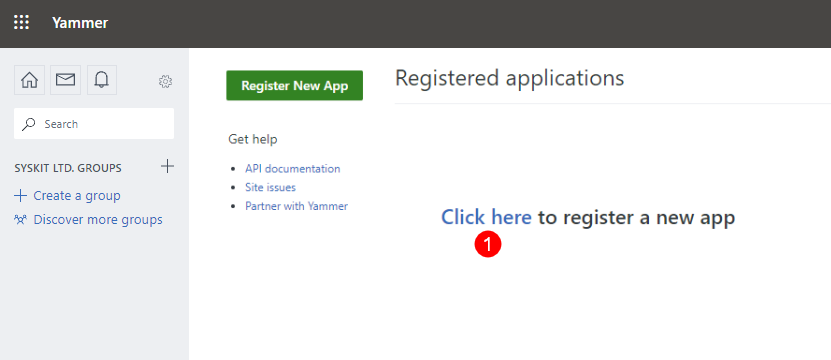 Yammer
Search
SYSKIT LTD. GROUPS
Create a group
Discover more groups
Register New App
Get help
API documentation
Site issues
Partner with Yammer
Registered applications
Click here to register a new app
1